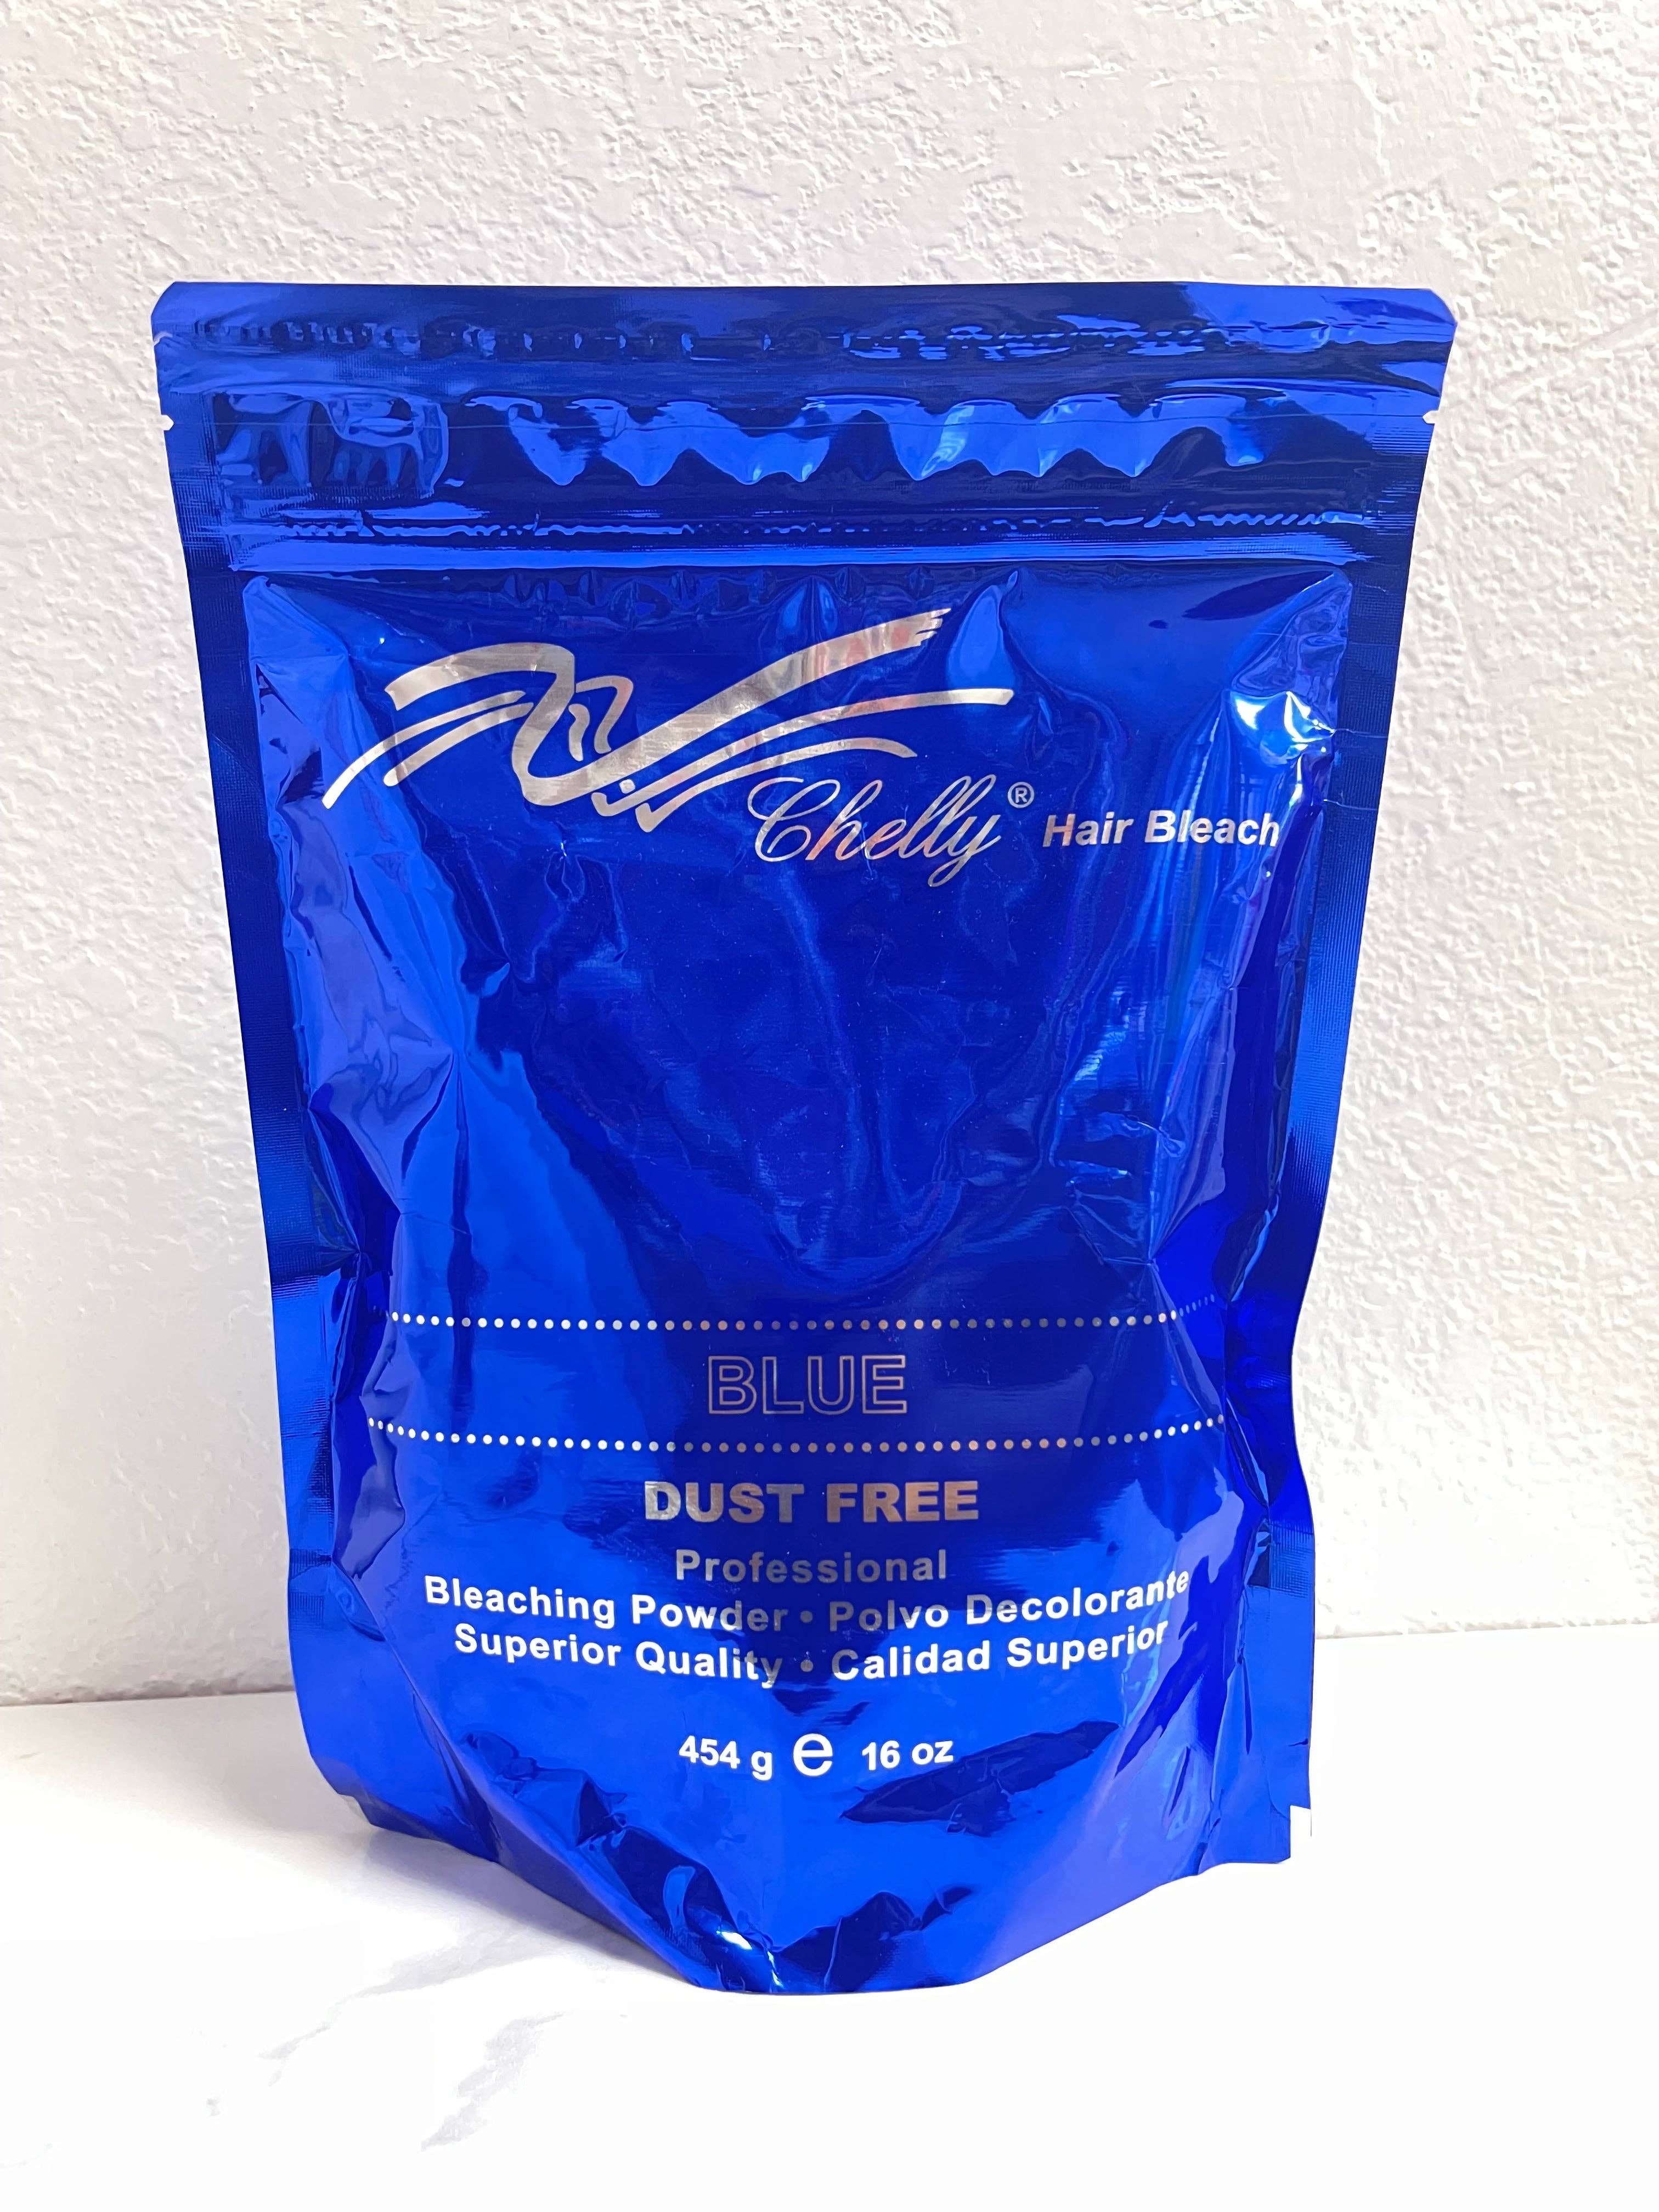 Chelly® Hair Bleach
BLUE
DUST FREE
Professional
Bleaching Powder • Polvo Decolorante
Superior Quality • Calidad Superior
454 g ℮ 16 oz